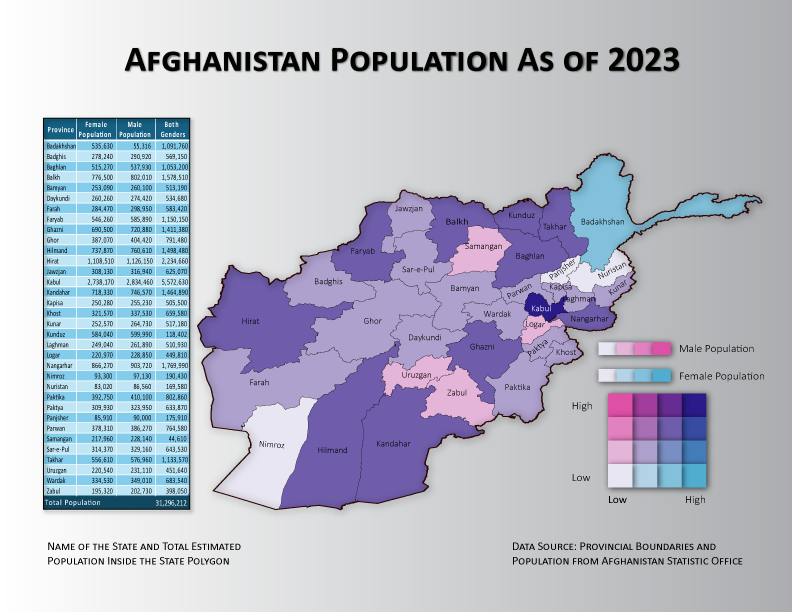 Afghanistan Population As of 2023
Province Female Population Male Population Both Genders
Badakhshan 535,630 55,316 1,091,760
Badghis 278,240 290,920 569,150
Baghlan 515,270 537,930 1,053,200
Balkh 776,500 802,010 1,578,510
Bamyan 253,090 260,100 513,190
Daykundi 260,260 274,420 534,680
Farah 284,470 298,950 583,420
Faryab 546,260 585,890 1,150,150
Ghazni 690,500 720,880 1,411,380
Ghor 387,070 404,420 791,480
Hilmand 737,870 760,610 1,498,480
Hirat 1,108,510 1,126,150 2,234,660
Jawzjan 308,130 316,940 625,070
Kabul 2,738,170 2,834,460 5,572,630
Kandahar 718,330 746,570 1,464,890
Kapisa 250,280 255,230 505,500
Khost 321,570 337,530 659,580
Kunar 252,570 264,730 517,180
Kunduz 584,040 599,990 118,402
Laghman 249,040 261,890 510,930
Logar 220,970 228,850 449,810
Nangarhar 866,270 903,720 1,769,990
Nimroz 93,300 97,130 190,430
Nuristan 83,020 86,560 169,580
Paktika 392,750 410,100 802,860
Paktya 309,930 323,950 633,870
Panjsher 85,910 90,000 175,910
Parwan 378,310 386,270 764,580
Samangan 217,960 228,140 44,610
Sar-e-Pul 314,370 329,160 643,530
Takhar 556,610 576,960 1,133,570
Uruzgan 220,540 231,110 451,640
Wardak 334,530 349,010 683,540
Zabul 195,320 202,730 398,050
Total Population 31,296,212
Jawzjan
Balkh
Kunduz
Takhar
Badakhshan
Faryab
Samangan
Baghlan
Sar-e-Pul
Panjsher
Nuristan
Badghis
Bamyan
Parwan
Kapisa
Laghman
Kunar
Hirat
Ghor
Wardak
Kabul
Nangarhar
Logar
Daykundi
Ghazni
Paktya
Khost
Farah
Uruzgan
Zabul
Paktika
Nimroz
Hilmand
Kandahar
Male Population
Female Population
High
Low
Low High
Name of the State and Total Estimated
Population Inside the State Polygon
Data Source: Provincial Boundaries and
Population from Afghanistan Statistic Office